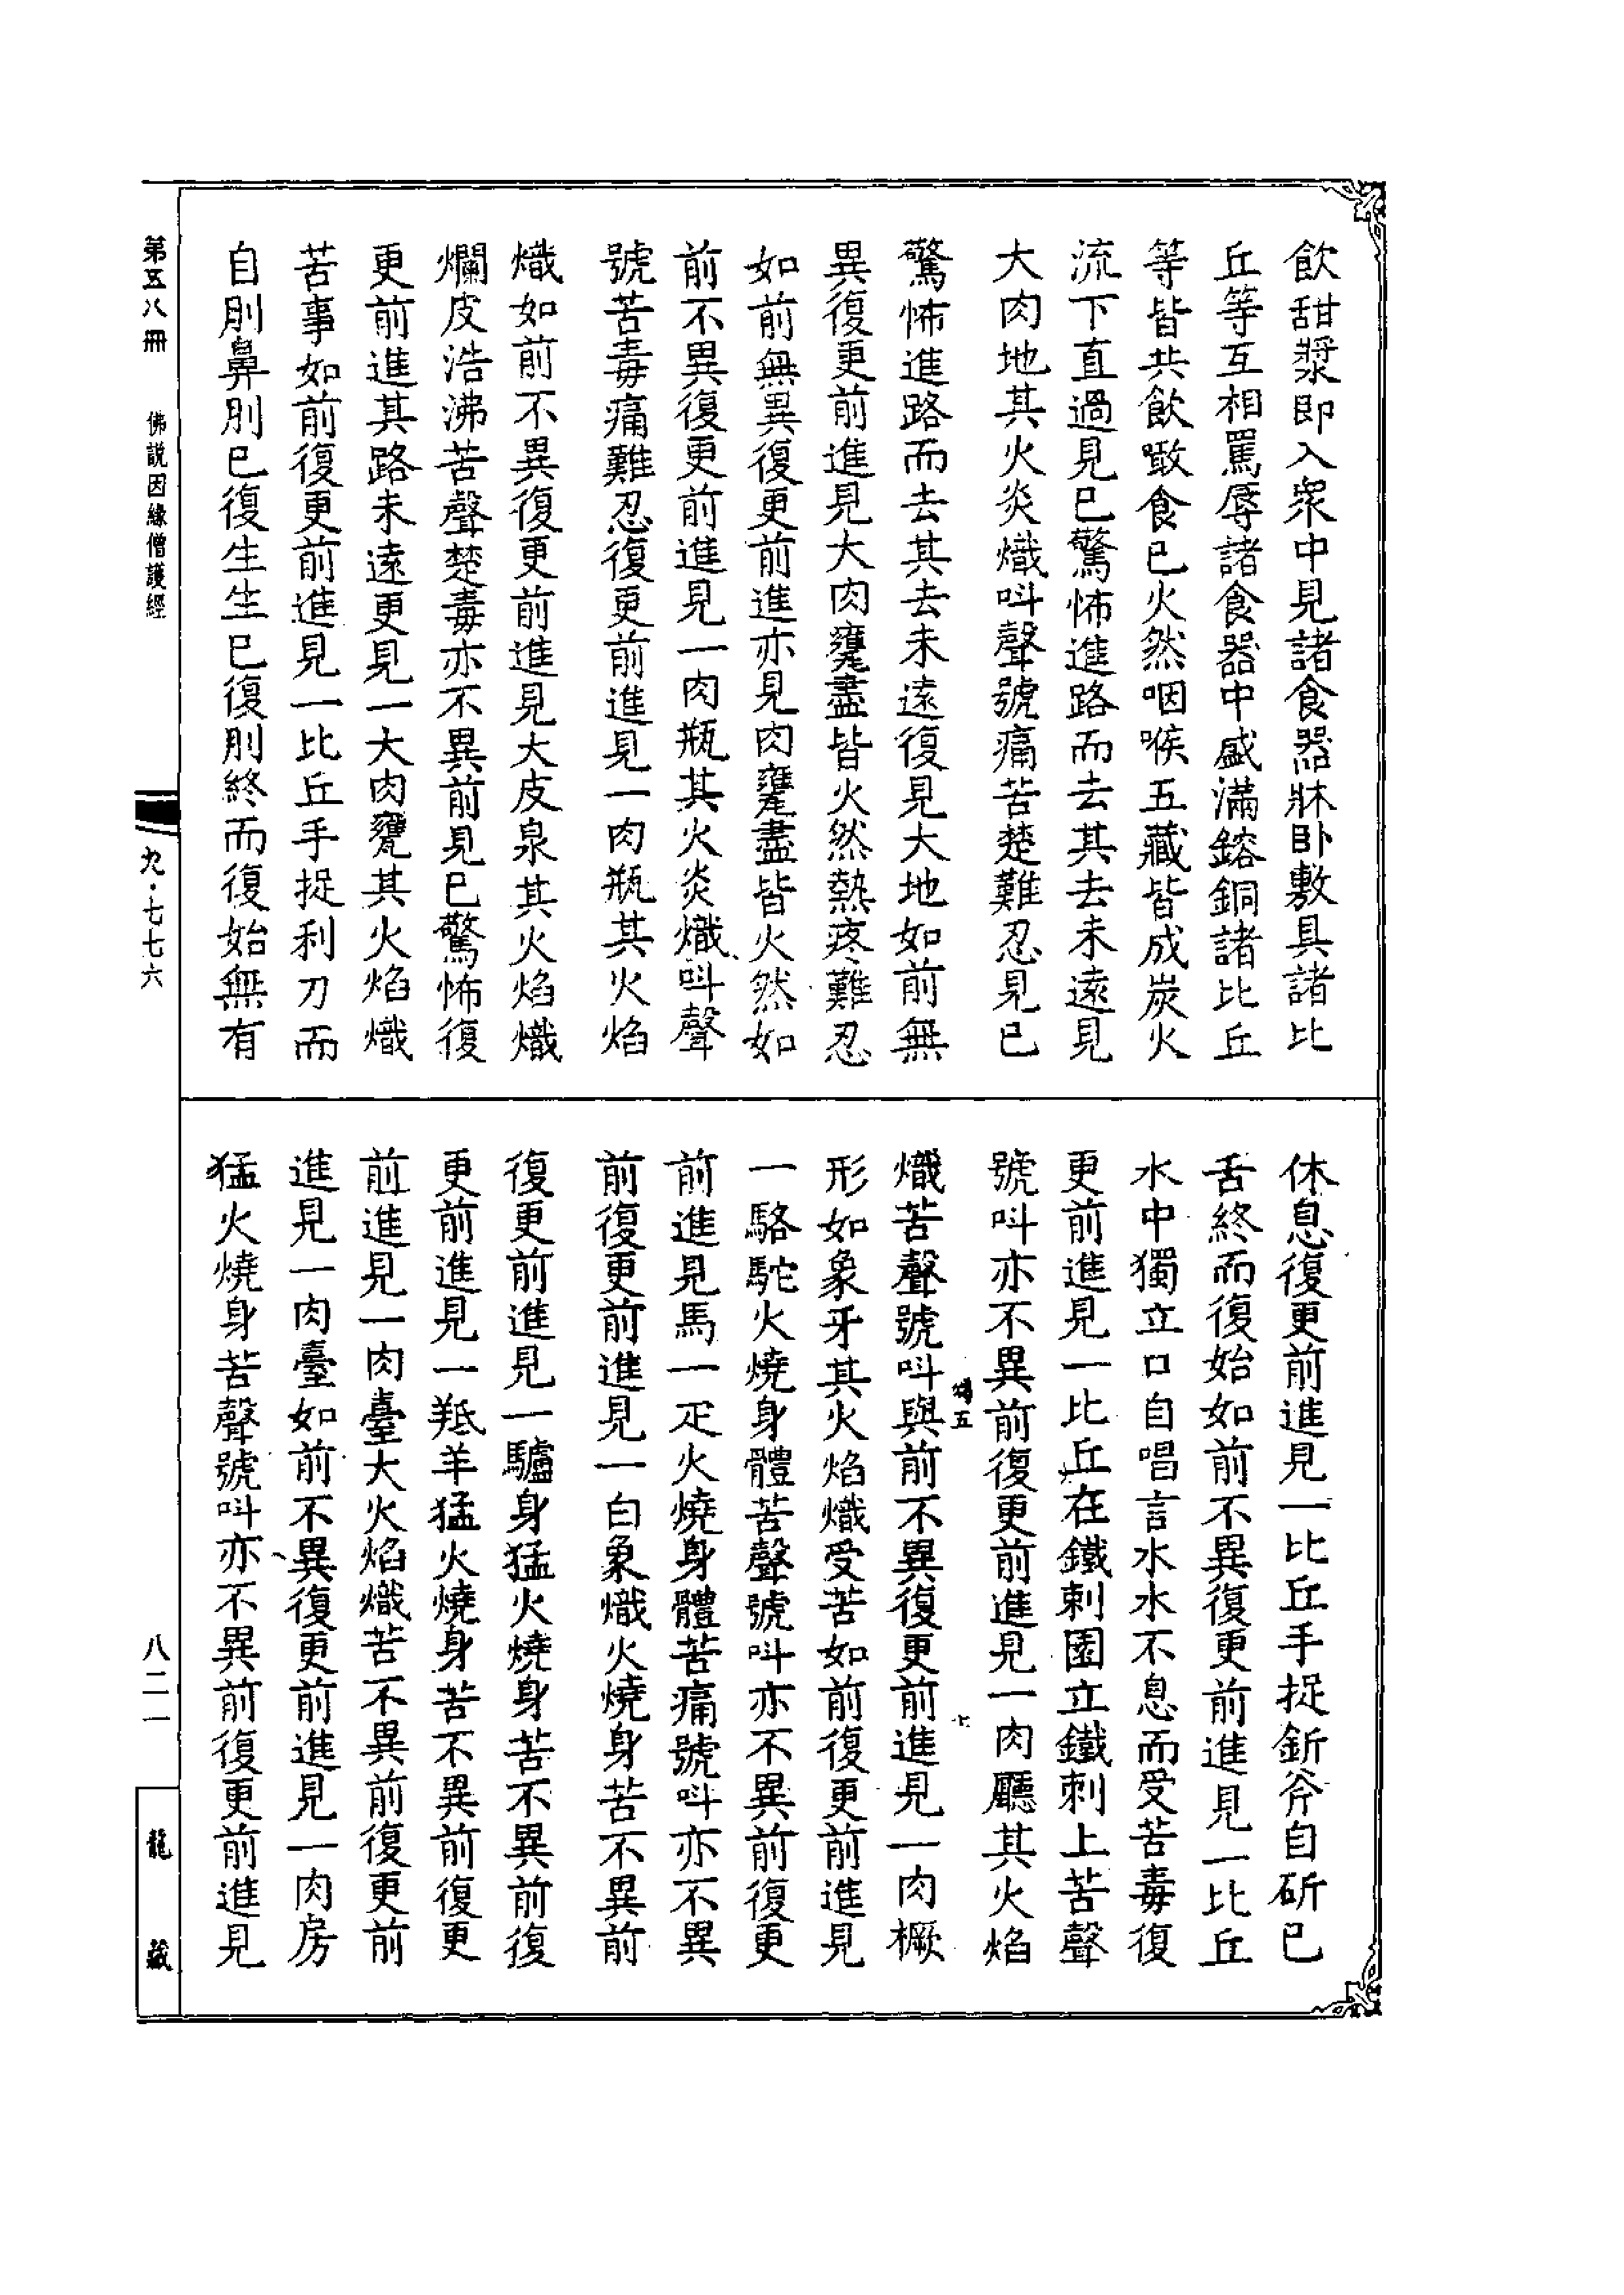 飲甜漿即入衆中見諸食器牀卧敷具諸比
丘等互相罵辱諸食器中盛滿鎔銅諸比丘
等皆共飲噉食已火然咽喉五藏皆成炭火
流下直過見已驚怖進路而去其去未遠見
大肉地其火炎熾呌聲號痛苦楚難忍見已
驚怖進路而去其去未遠復見大地如前無
異復更前進見大肉甕盡皆火然熱疼難忍
如前無異復更前進亦見肉甕盡皆火然如
前不異復更前進見一肉瓶其火炎熾呌聲
號苦毒痛難忍復更前進見一肉瓶其火焰
熾如前不異復更前進見大皮泉其火焰熾
爛皮浩沸苦聲楚毒亦不異前見已驚怖復
更前進其路未遠更見一大肉甕其火焰熾
苦事如前復更前進見一比丘手捉利刀而
自刖鼻刖已復生生已復刖終而復始無有
休息復更前進見一比丘手捉釿斧自斫已
舌終而復始如前不異復更前進見一比丘
水中獨立口自唱言水水不息而受苦毒復
更前進見一比丘在鐵刺園立鐵刺上苦聲
號呌亦不異前復更前進見一肉廳其火焰
熾苦聲號呌與前不異復更前進見一肉橛
形如象牙其火焰熾受苦如前復更前進見
一駱駝火燒身體苦聲號呌亦不異前復更
前進見馬一疋火燒身體苦痛號呌亦不異
前復更前進見一白象熾火燒身苦不異前
復更前進見一驢身猛火燒身苦不異前復
更前進見一羝羊猛火燒身苦不異前復更
前進見一肉臺大火焰熾苦不異前復更前
進見一肉臺如前不異復更前進見一肉房
猛火燒身苦聲號呌亦不異前復更前進見
五
七
第五八冊
佛説因緣僧護經
九·七七六
八二一
龍藏